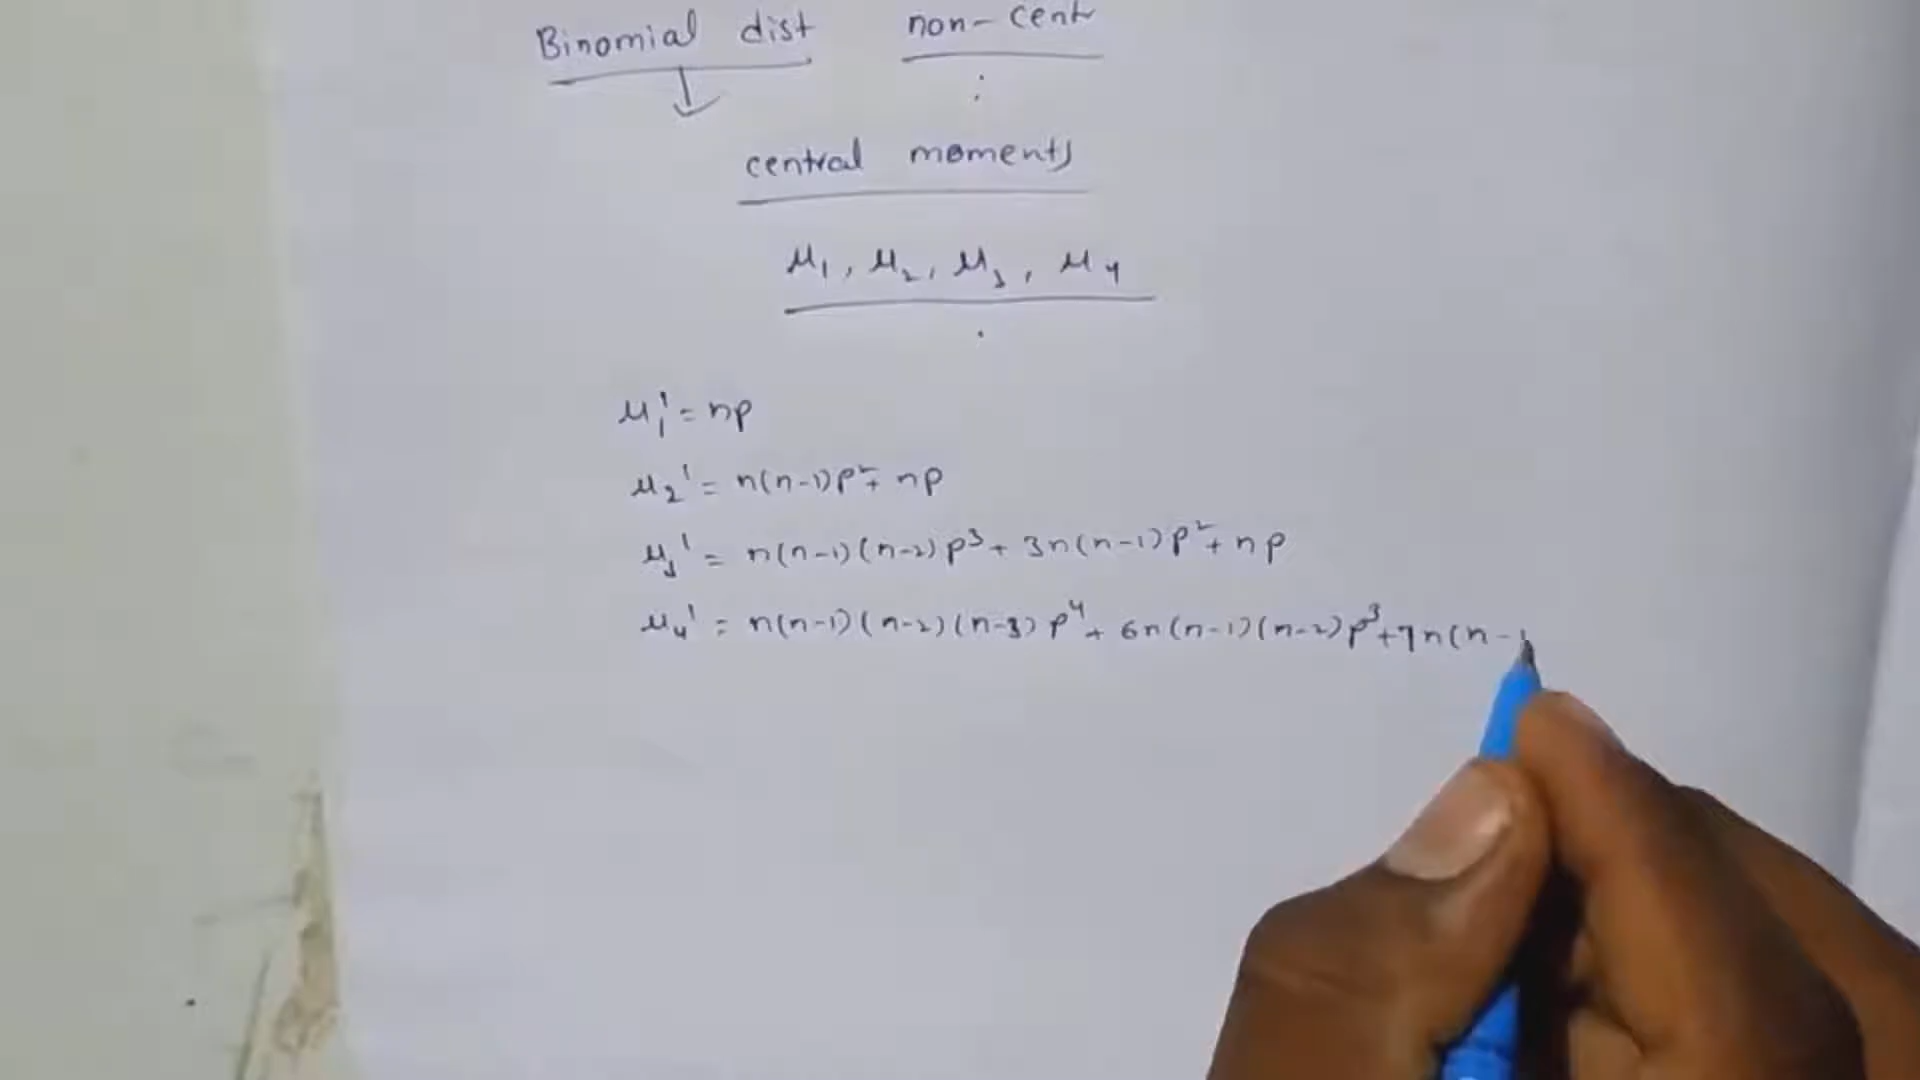 Binomial dist non-cent
:
central moments
μ₁, μ₂, μ₃, μ₄
.
μ₁' = np
μ₂' = n(n-1)p² + np
μ₃' = n(n-1)(n-2)p³ + 3n(n-1)p² + np
μ₄' = n(n-1)(n-2)(n-3)p⁴ + 6n(n-1)(n-2)p³ + 7n(n-1